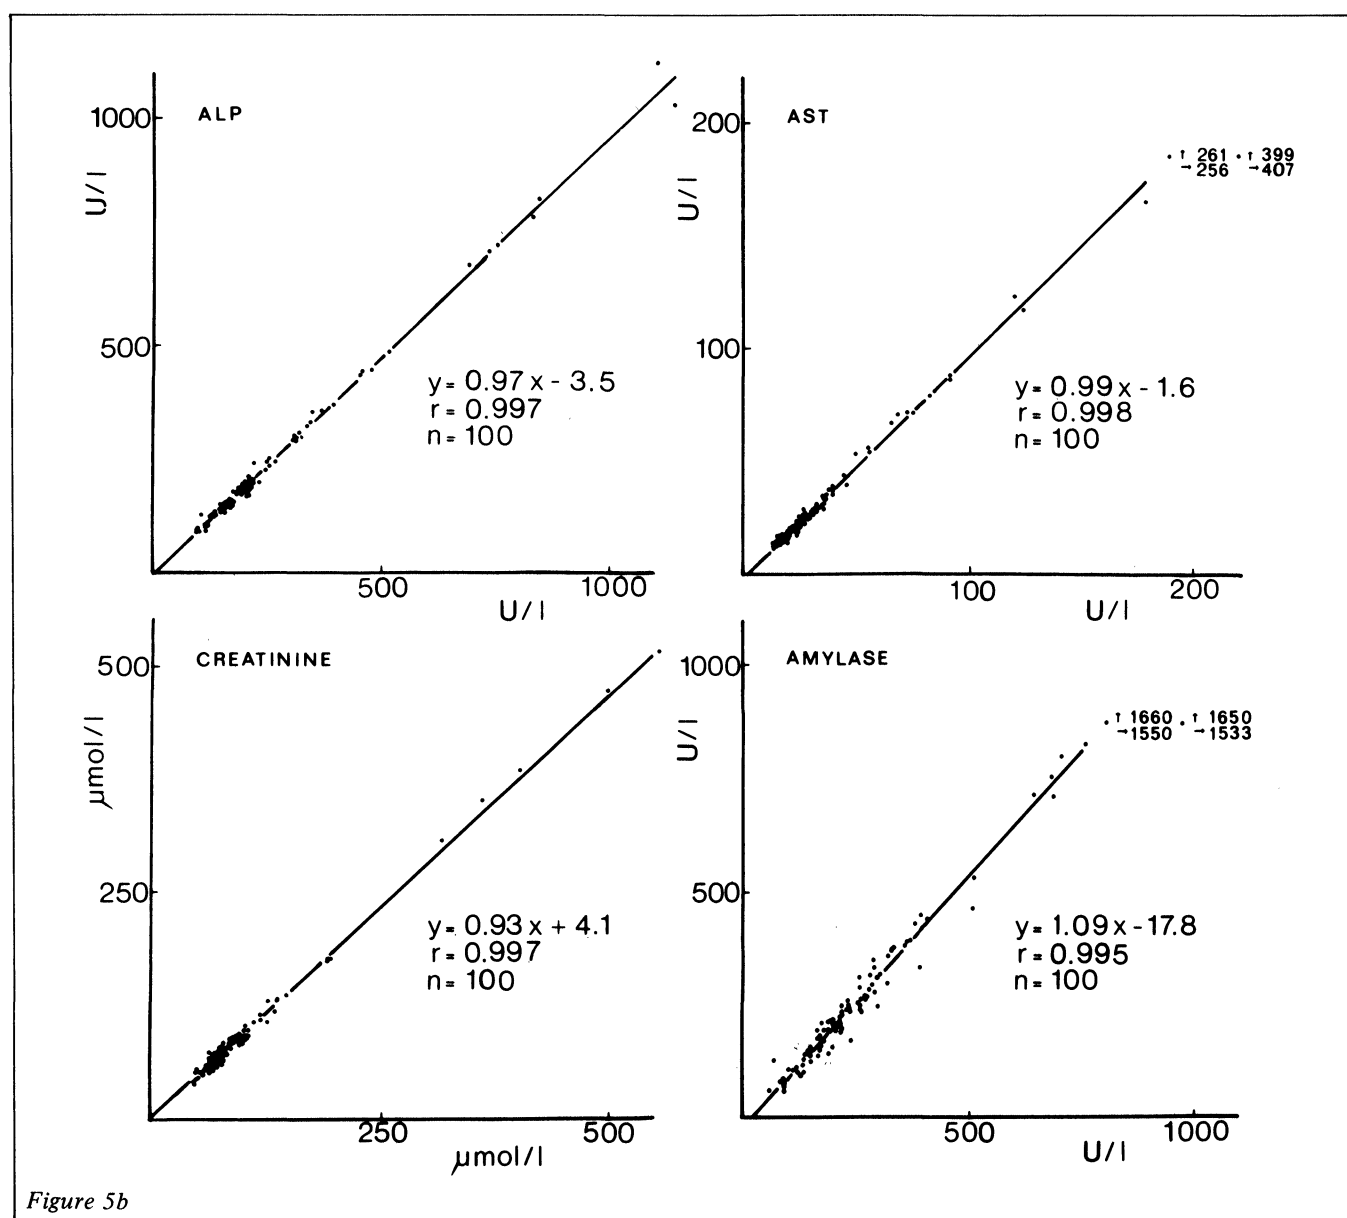 1000
ALP
U/l
500
y = 0.97 x - 3.5
r = 0.997
n = 100
500
1000
U/l
200
AST
↑ 261
→ 256
↑ 399
→ 407
U/l
100
y = 0.99 x - 1.6
r = 0.998
n = 100
100
200
U/l
500
CREATININE
μmol/l
250
y = 0.93 x + 4.1
r = 0.997
n = 100
250
500
μmol/l
1000
AMYLASE
↑ 1660
→ 1550
↑ 1650
→ 1533
U/l
500
y = 1.09 x - 17.8
r = 0.995
n = 100
500
1000
U/l
Figure 5b